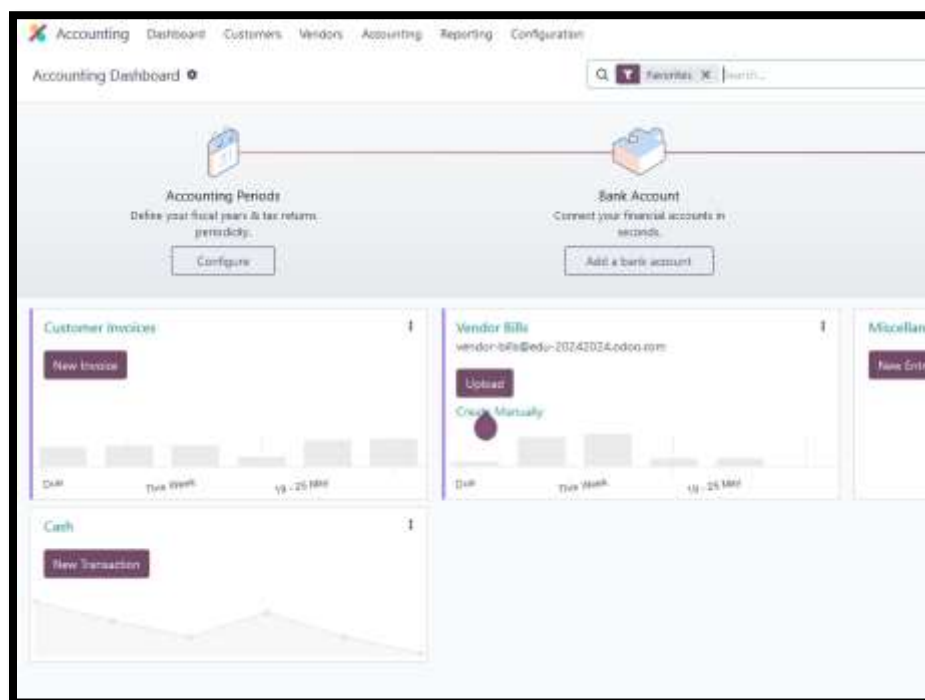 Accounting Dashboard Customers Vendors Accounting Reporting Configuration
Accounting Dashboard
Favorites × Search...
Accounting Periods
Define your fiscal years & tax returns
periodicity.
Configure
Bank Account
Connect your financial accounts in
seconds.
Add a bank account
Customer Invoices
New Invoice
Due This Week 19 - 25 May
Vendor Bills
vendor-bills@edu-20242024.odoo.com
Upload
Create Manually
Due This Week 19 - 25 May
Miscellan
New Entr
Cash
New Transaction